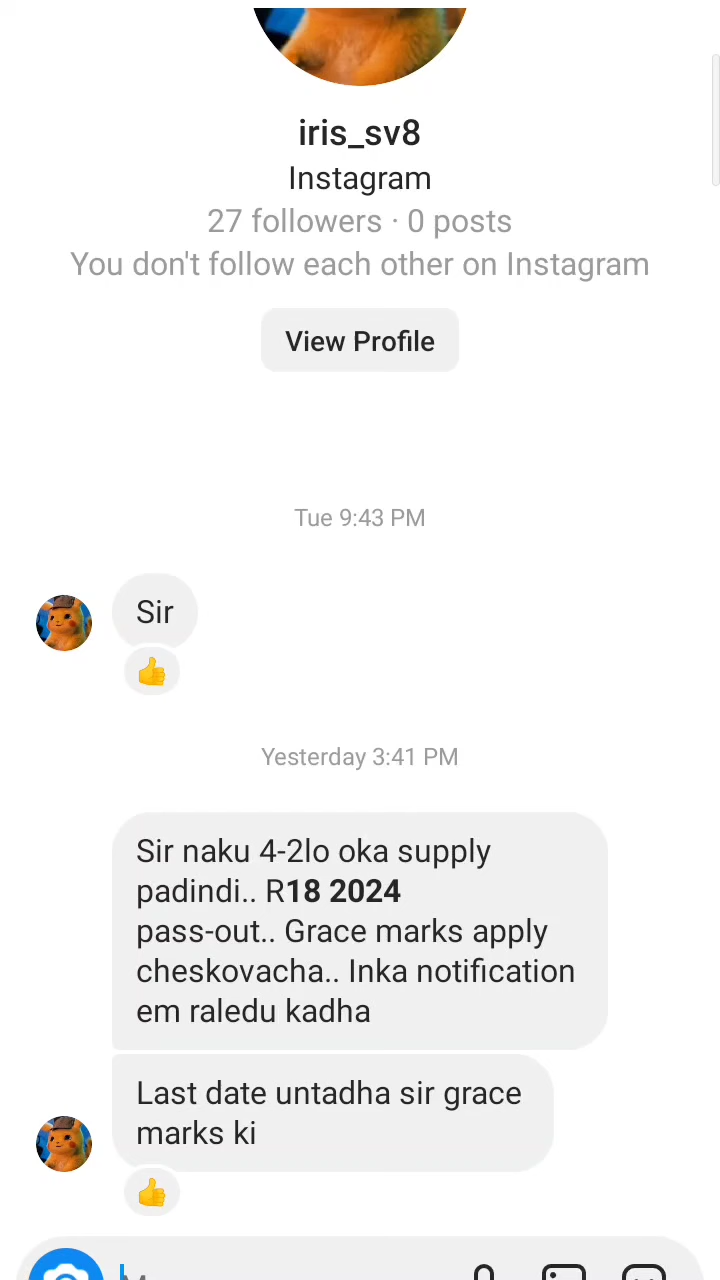 iris_sv8
Instagram
27 followers · 0 posts
You don't follow each other on Instagram
View Profile
Tue 9:43 PM
Sir
Yesterday 3:41 PM
Sir naku 4-2lo oka supply
padindi.. R18 2024
pass-out.. Grace marks apply
cheskovacha.. Inka notification
em raledu kadha
Last date untadha sir grace
marks ki